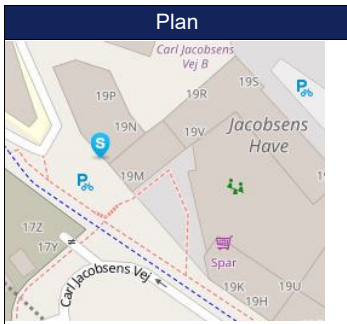 Plan
Carl Jacobsens
Vej B
19S
19P
19R
19N
19V
Jacobsens
Have
S
19M
19
17Z
17Y
Spar
Carl Jacobsens Vej
19K
19U
19H